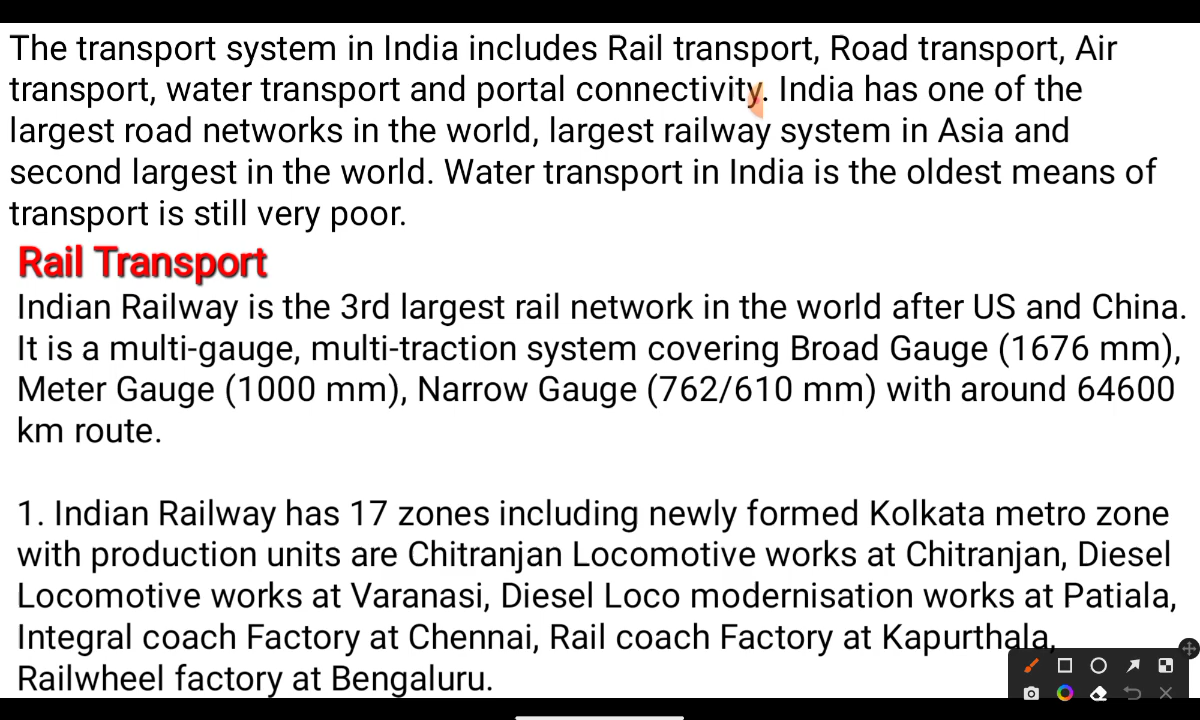 The transport system in India includes Rail transport, Road transport, Air
transport, water transport and portal connectivity. India has one of the
largest road networks in the world, largest railway system in Asia and
second largest in the world. Water transport in India is the oldest means of
transport is still very poor.
Rail Transport
Indian Railway is the 3rd largest rail network in the world after US and China.
It is a multi-gauge, multi-traction system covering Broad Gauge (1676 mm),
Meter Gauge (1000 mm), Narrow Gauge (762/610 mm) with around 64600
km route.
1. Indian Railway has 17 zones including newly formed Kolkata metro zone
with production units are Chitranjan Locomotive works at Chitranjan, Diesel
Locomotive works at Varanasi, Diesel Loco modernisation works at Patiala,
Integral coach Factory at Chennai, Rail coach Factory at Kapurthala,
Railwheel factory at Bengaluru.